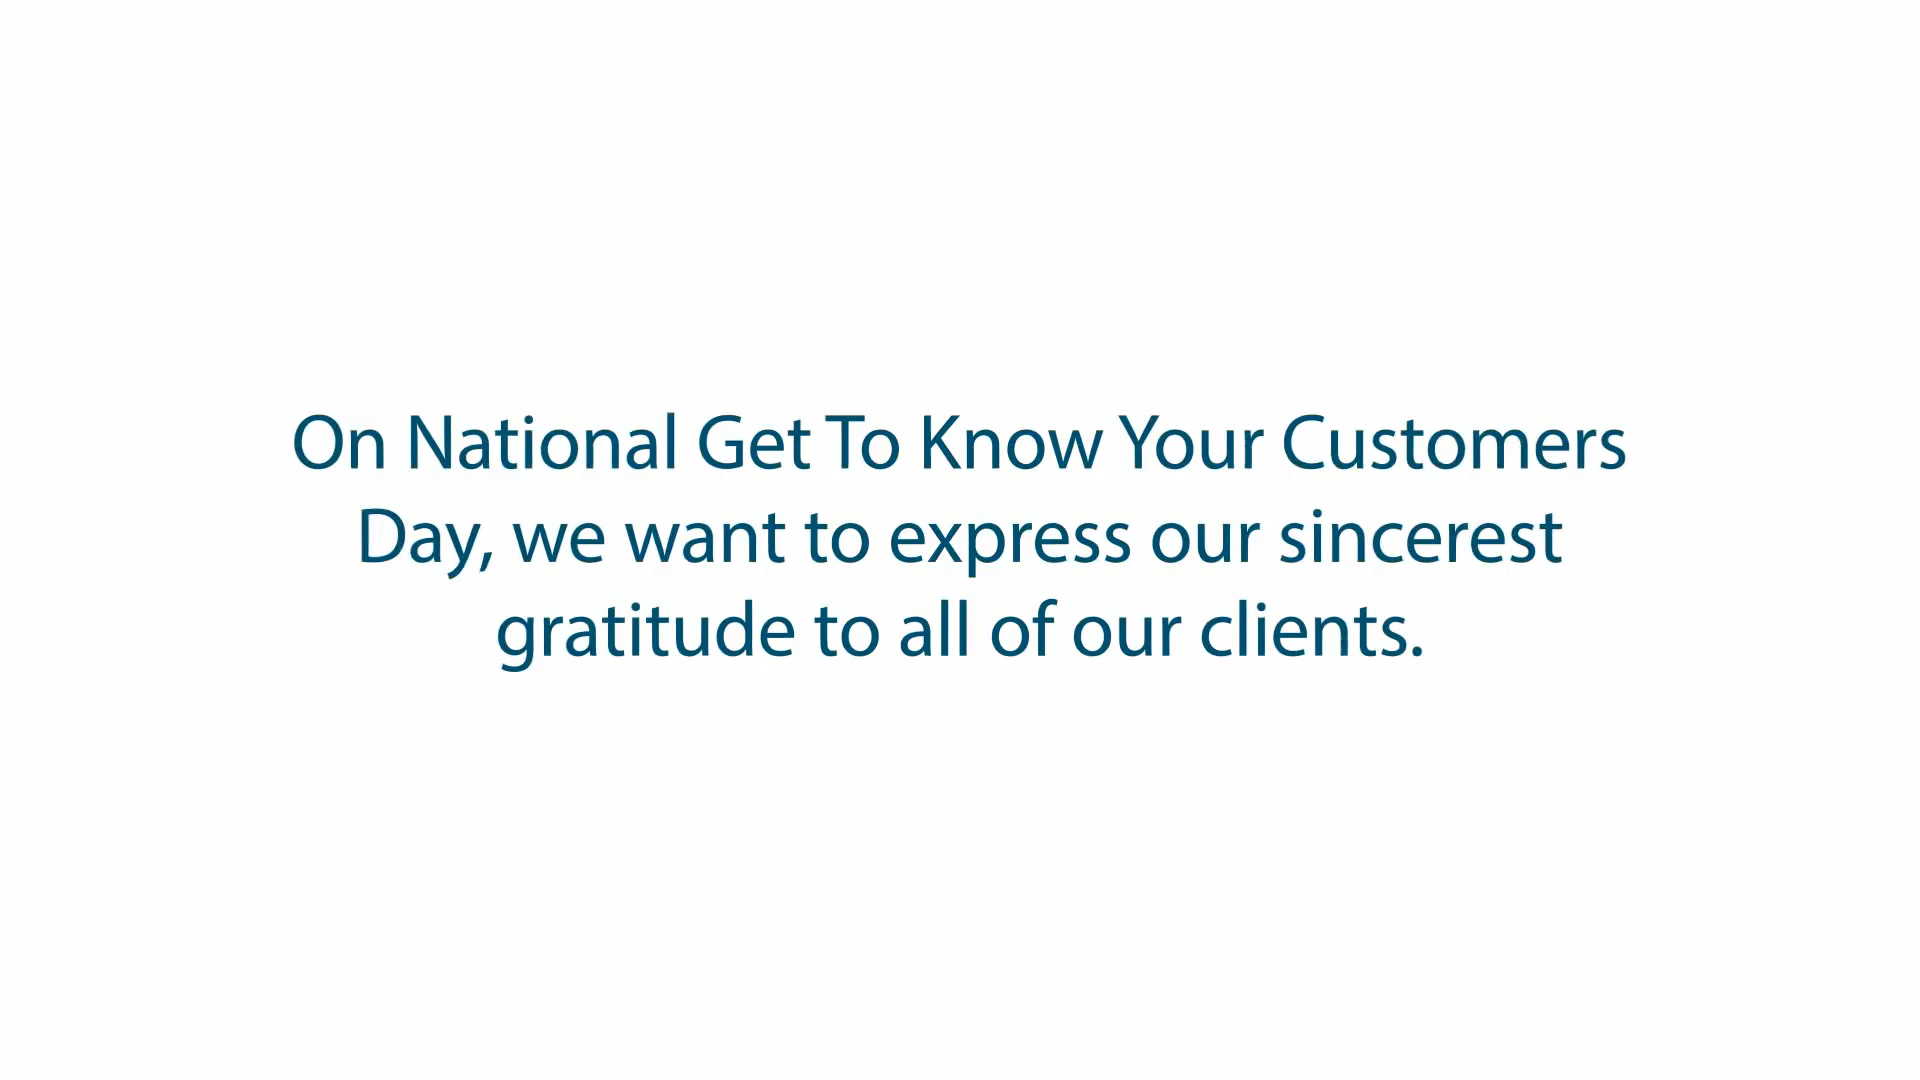 On National Get To Know Your Customers
Day, we want to express our sincerest
gratitude to all of our clients.